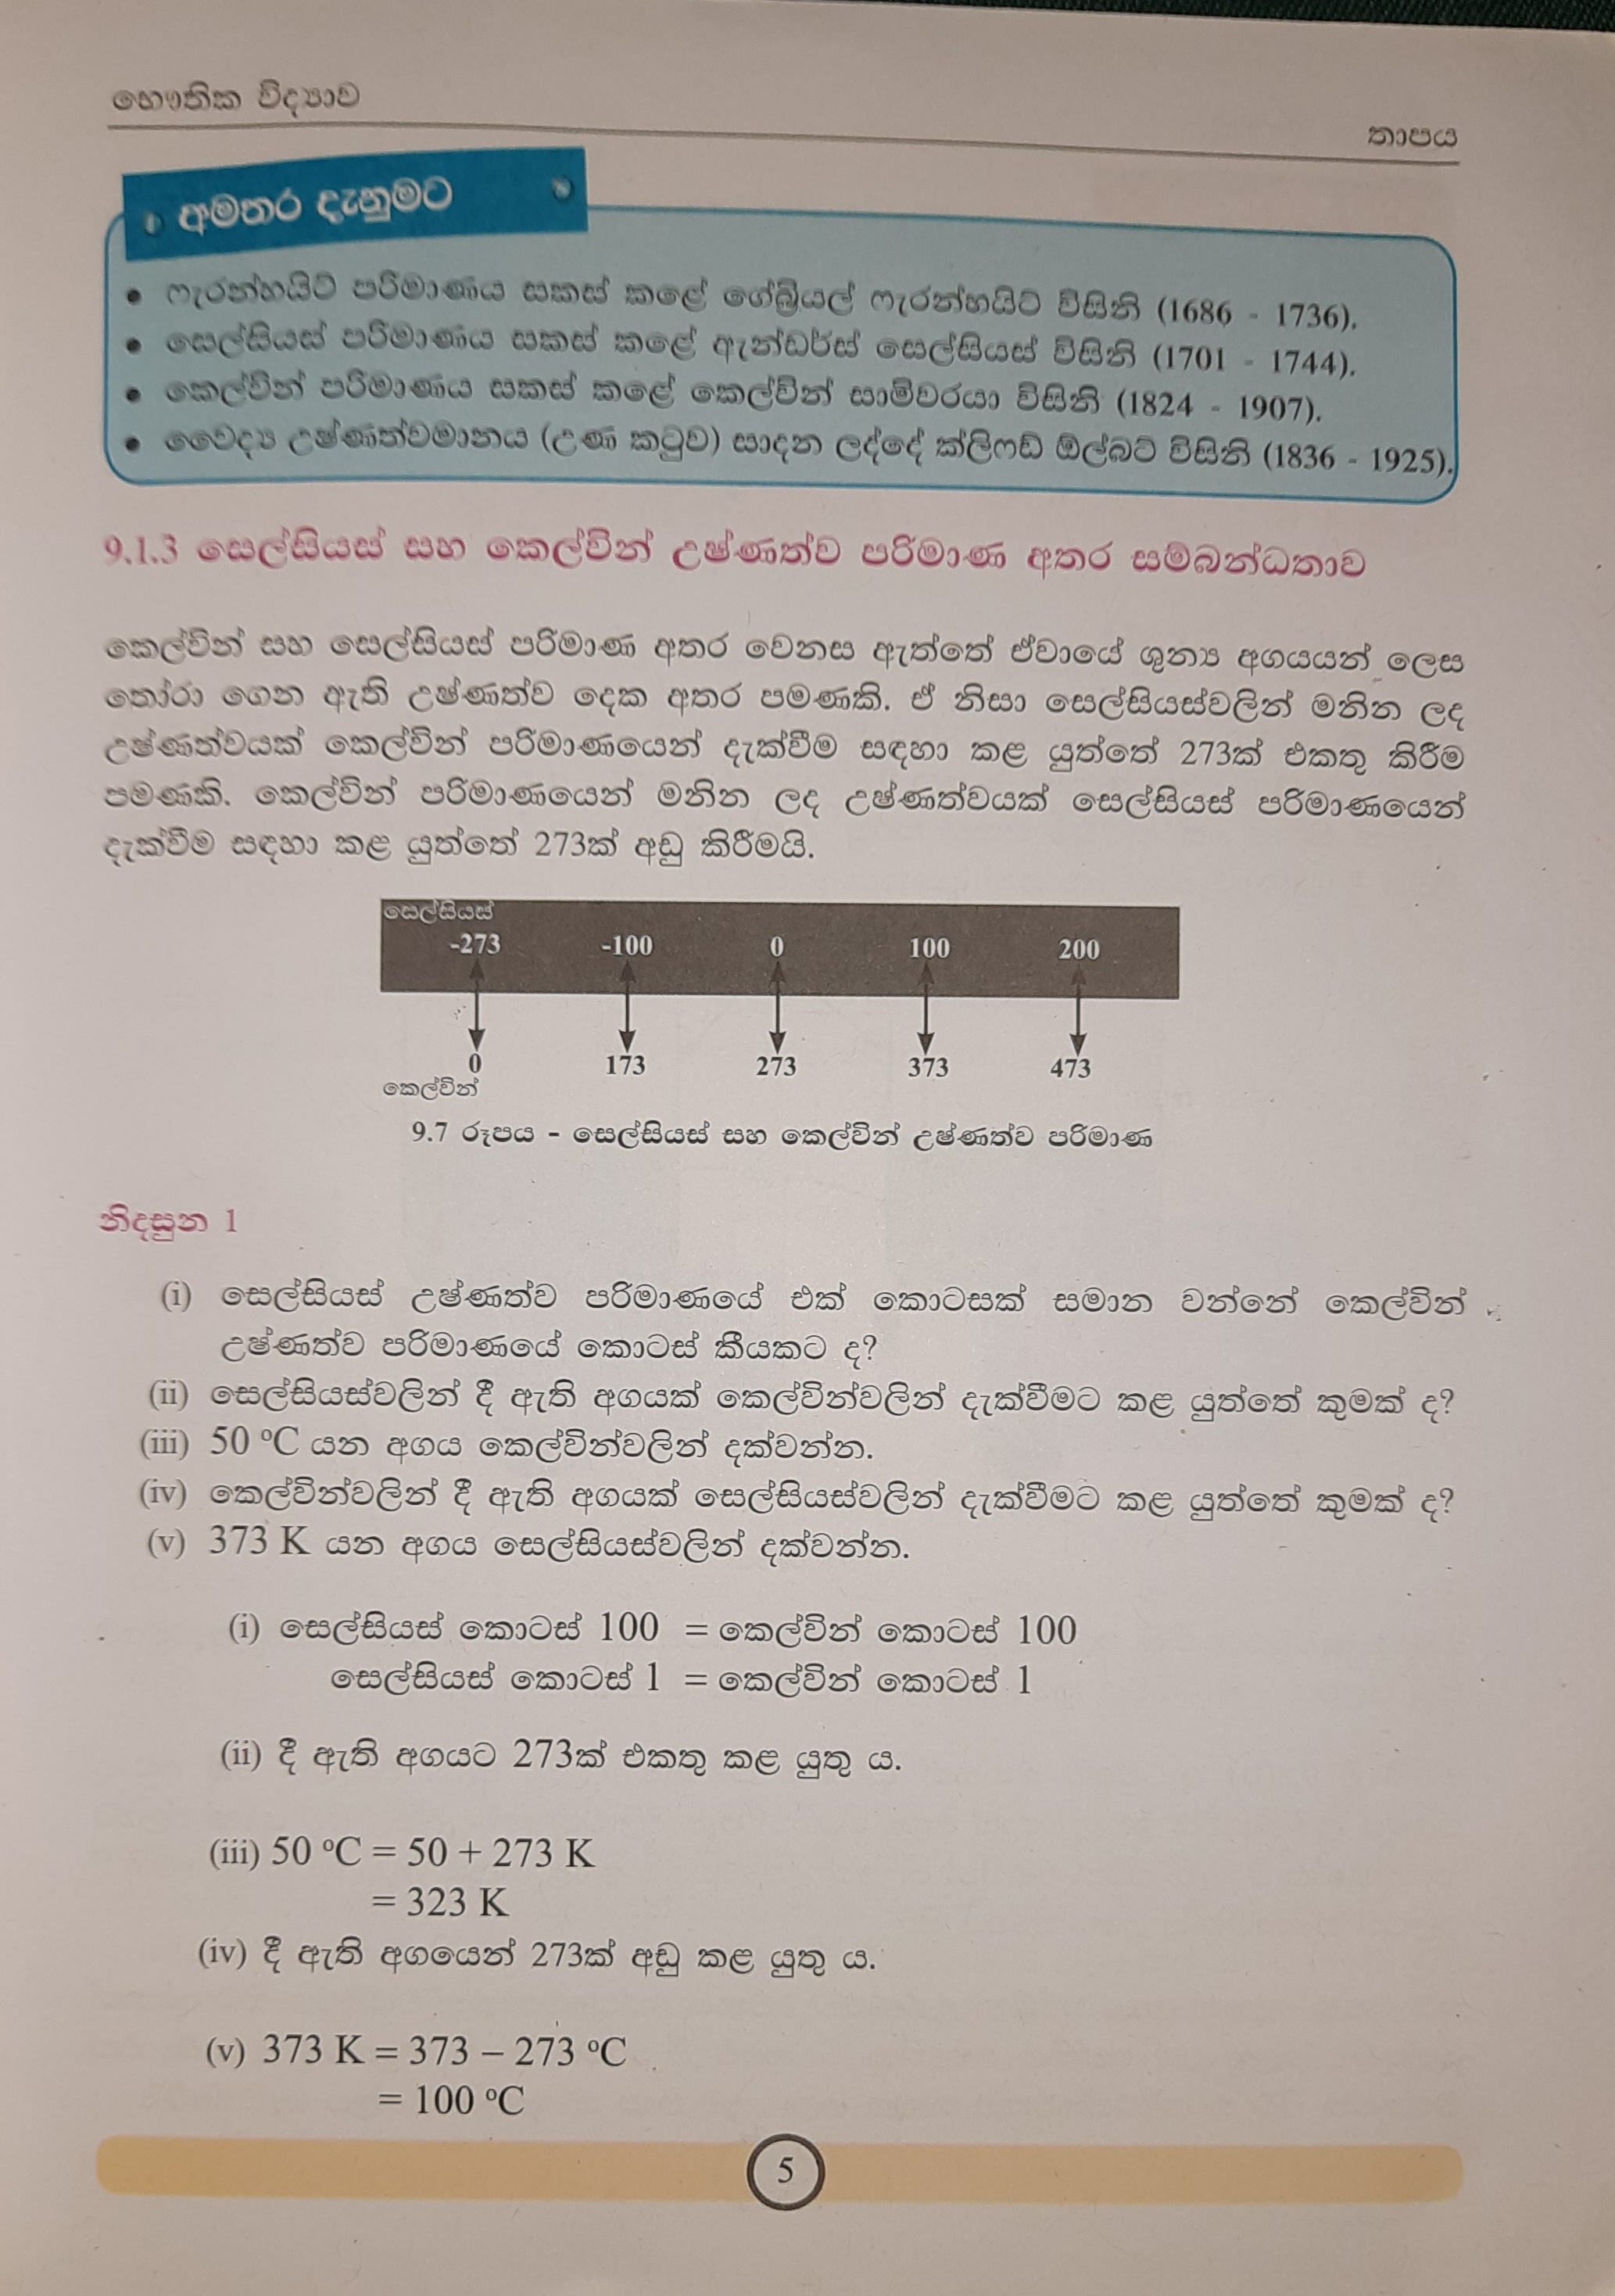 භෞතික විද්‍යාව
තාපය
අමතර දැනුමට
• ෆැරන්හයිට් පරිමාණය සකස් කළේ ගේබ්‍රියල් ෆැරන්හයිට් විසිනි (1686 - 1736).
• සෙල්සියස් පරිමාණය සකස් කළේ ඇන්ඩර්ස් සෙල්සියස් විසිනි (1701 - 1744).
• කෙල්වින් පරිමාණය සකස් කළේ කෙල්වින් සාමිවරයා විසිනි (1824 - 1907).
• වෛද්‍ය උෂ්ණත්වමානය (උණ කටුව) සාදන ලද්දේ ක්ලිෆඩ් ඕල්බට් විසිනි (1836 - 1925).
9.1.3 සෙල්සියස් සහ කෙල්වින් උෂ්ණත්ව පරිමාණ අතර සම්බන්ධතාව
කෙල්වින් සහ සෙල්සියස් පරිමාණ අතර වෙනස ඇත්තේ ඒවායේ ශුන්‍ය අගයයන් ලෙස
තෝරා ගෙන ඇති උෂ්ණත්ව දෙක අතර පමණකි. ඒ නිසා සෙල්සියස්වලින් මනින ලද
උෂ්ණත්වයක් කෙල්වින් පරිමාණයෙන් දැක්වීම සඳහා කළ යුත්තේ 273ක් එකතු කිරීම
පමණකි. කෙල්වින් පරිමාණයෙන් මනින ලද උෂ්ණත්වයක් සෙල්සියස් පරිමාණයෙන්
දැක්වීම සඳහා කළ යුත්තේ 273ක් අඩු කිරීමයි.
සෙල්සියස්
-273 -100 0 100 200
0 173 273 373 473
කෙල්වින්
9.7 රූපය - සෙල්සියස් සහ කෙල්වින් උෂ්ණත්ව පරිමාණ
නිදසුන 1
(i) සෙල්සියස් උෂ්ණත්ව පරිමාණයේ එක් කොටසක් සමාන වන්නේ කෙල්වින්
උෂ්ණත්ව පරිමාණයේ කොටස් කීයකට ද?
(ii) සෙල්සියස්වලින් දී ඇති අගයක් කෙල්වින්වලින් දැක්වීමට කළ යුත්තේ කුමක් ද?
(iii) 50 °C යන අගය කෙල්වින්වලින් දක්වන්න.
(iv) කෙල්වින්වලින් දී ඇති අගයක් සෙල්සියස්වලින් දැක්වීමට කළ යුත්තේ කුමක් ද?
(v) 373 K යන අගය සෙල්සියස්වලින් දක්වන්න.
(i) සෙල්සියස් කොටස් 100 = කෙල්වින් කොටස් 100
සෙල්සියස් කොටස් 1 = කෙල්වින් කොටස් 1
(ii) දී ඇති අගයට 273ක් එකතු කළ යුතු ය.
(iii) 50 °C = 50 + 273 K
= 323 K
(iv) දී ඇති අගයෙන් 273ක් අඩු කළ යුතු ය.
(v) 373 K = 373 – 273 °C
= 100 °C
5